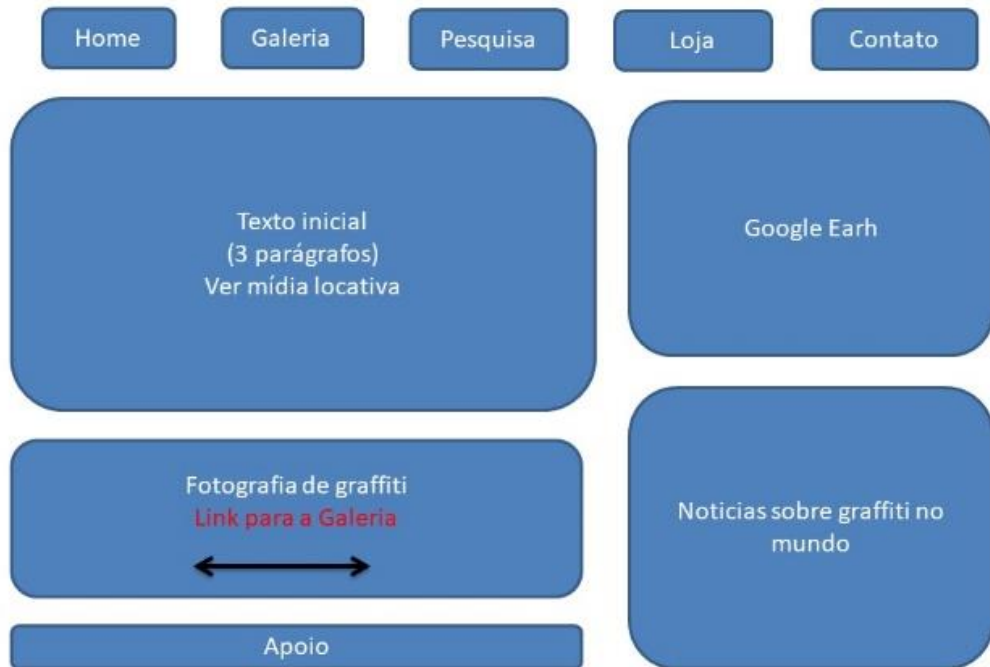 Home
Galeria
Pesquisa
Loja
Contato
Texto inicial
(3 parágrafos)
Ver mídia locativa
Google Earh
Fotografia de graffiti
Link para a Galeria
Noticias sobre graffiti no
mundo
Apoio